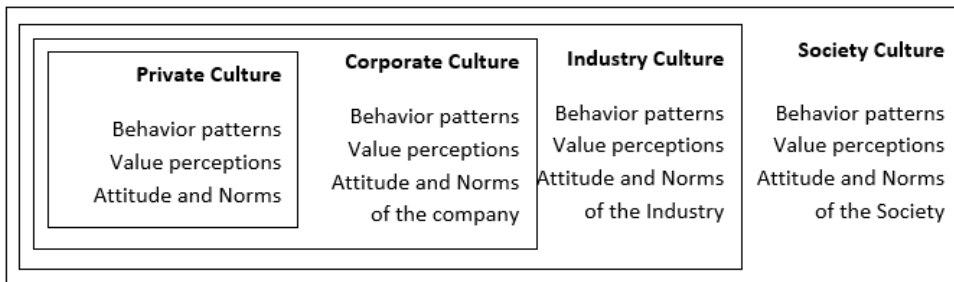 Private Culture
Behavior patterns
Value perceptions
Attitude and Norms
Corporate Culture
Behavior patterns
Value perceptions
Attitude and Norms
of the company
Industry Culture
Behavior patterns
Value perceptions
Attitude and Norms
of the Industry
Society Culture
Behavior patterns
Value perceptions
Attitude and Norms
of the Society